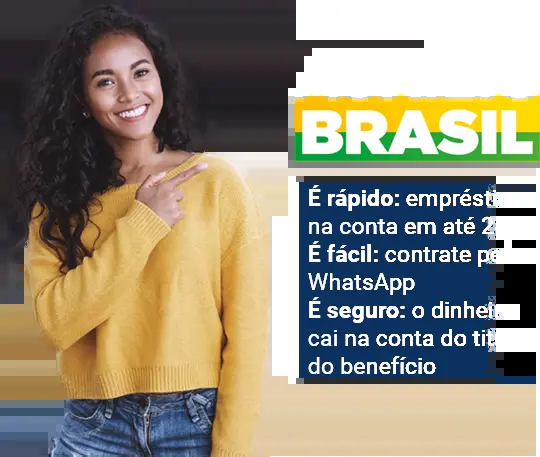 BRASIL
É rápido:
na conta em até
É fácil: contrate
WhatsApp
É seguro: o
cai na conta do
do benefício